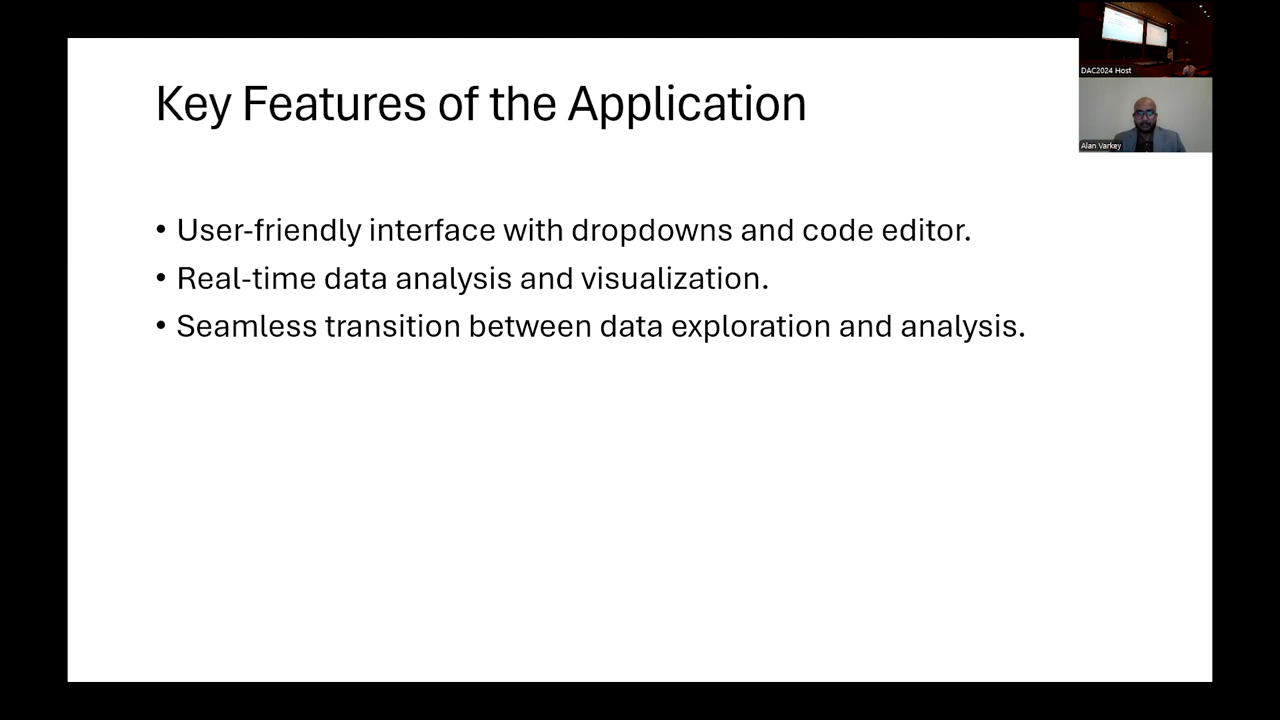 Key Features of the Application
• User-friendly interface with dropdowns and code editor.
• Real-time data analysis and visualization.
• Seamless transition between data exploration and analysis.
DAC2024 Host
Alan Varkey